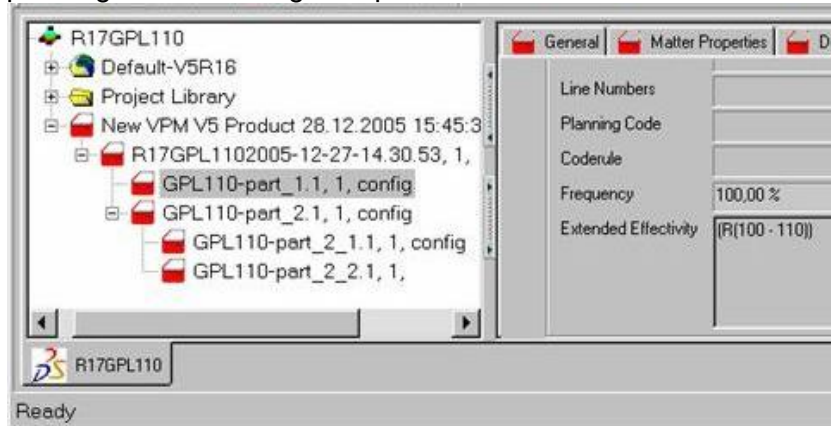 R17GPL110
Default-V5R16
Project Library
New VPM V5 Product 28.12.2005 15:45:3
R17GPL1102005-12-27-14.30.53, 1,
GPL110-part_1.1, 1, config
GPL110-part_2.1, 1, config
GPL110-part_2_1.1, 1, config
GPL110-part_2_2.1, 1,
General Matter Properties D
Line Numbers
Planning Code
Coderule
Frequency 100,00 %
Extended Effectivity (R(100 - 110))
R17GPL110
Ready